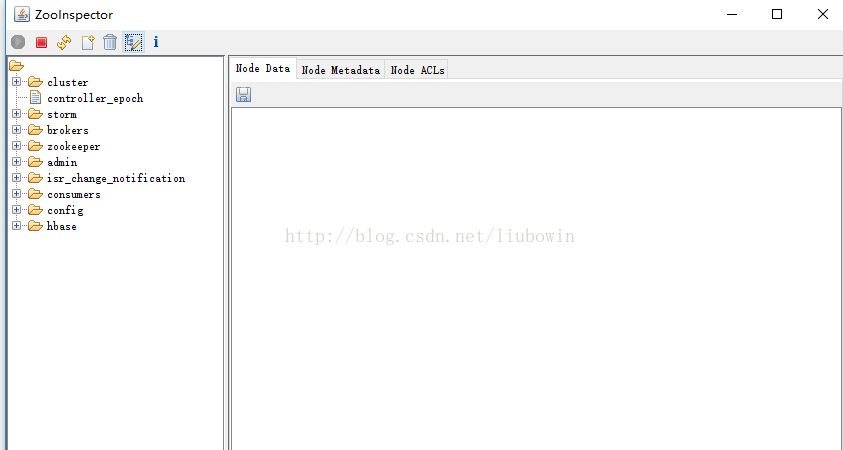 ZooInspector
Node Data Node Metadata Node ACLs
cluster
controller_epoch
storm
brokers
zookeeper
admin
isr_change_notification
consumers
config
hbase
http://blog.csdn.net/liubowin